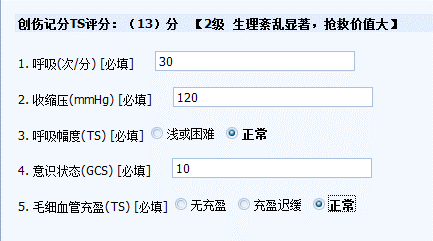 创伤记分TS评分：（13）分 【2级 生理紊乱显著，抢救价值大】
1. 呼吸(次/分) [必填] 30
2. 收缩压(mmHg) [必填] 120
3. 呼吸幅度(TS) [必填] 浅或困难 正常
4. 意识状态(GCS) [必填] 10
5. 毛细血管充盈(TS) [必填] 无充盈 充盈迟缓 正常